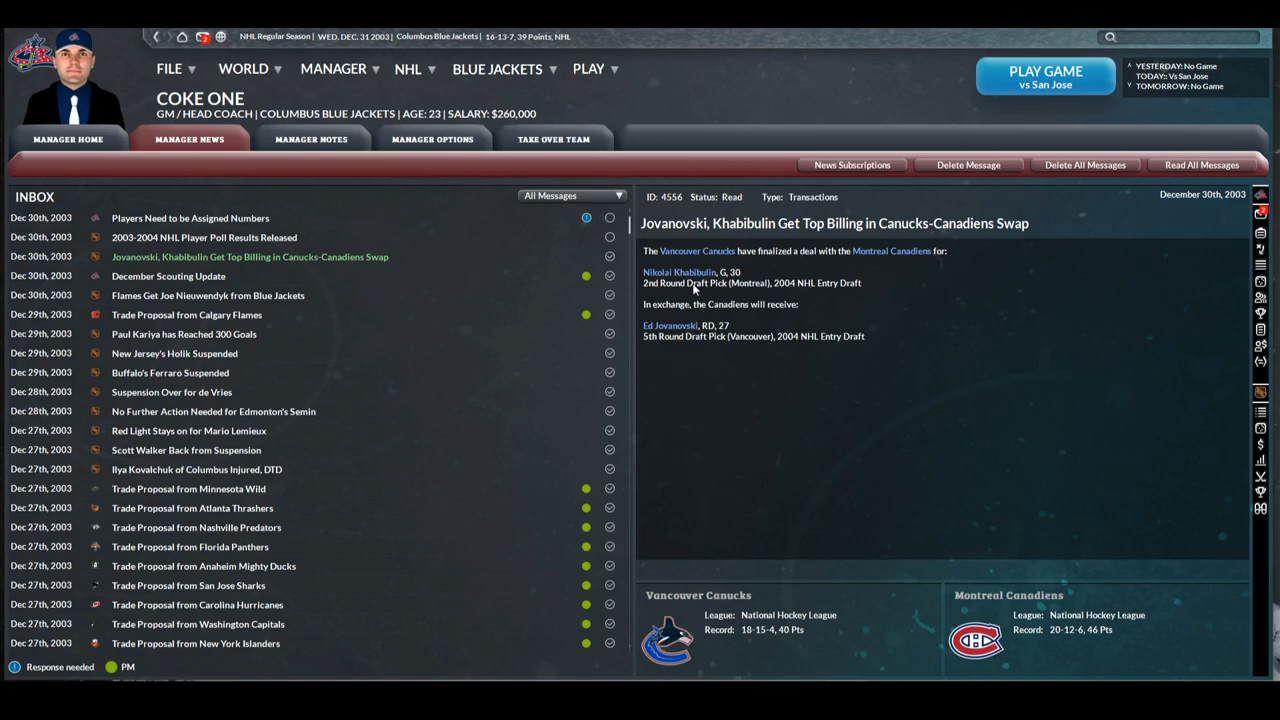 NHL Regular Season | WED. DEC. 31 2003 | Columbus Blue Jackets | 16-13-7, 39 Points, NHL
FILE WORLD MANAGER NHL BLUE JACKETS PLAY
PLAY GAME
vs San Jose
YESTERDAY: No Game
TODAY:: Vs San Jose
TOMORROW: No Game
COKE ONE
GM / HEAD COACH | COLUMBUS BLUE JACKETS | AGE: 23 | SALARY: $260,000
MANAGER HOME MANAGER NEWS MANAGER NOTES MANAGER OPTIONS TAKE OVER TEAM
News Subscriptions Delete Message Delete All Messages Read All Messages
INBOX All Messages
Dec 30th, 2003 Players Need to be Assigned Numbers
Dec 30th, 2003 2003-2004 NHL Player Poll Results Released
Dec 30th, 2003 Jovanovski, Khabibulin Get Top Billing in Canucks-Canadiens Swap
Dec 30th, 2003 December Scouting Update
Dec 30th, 2003 Flames Get Joe Nieuwendyk from Blue Jackets
Dec 29th, 2003 Trade Proposal from Calgary Flames
Dec 29th, 2003 Paul Kariya has Reached 300 Goals
Dec 29th, 2003 New Jersey's Holik Suspended
Dec 29th, 2003 Buffalo's Ferraro Suspended
Dec 28th, 2003 Suspension Over for de Vries
Dec 28th, 2003 No Further Action Needed for Edmonton's Semin
Dec 27th, 2003 Red Light Stays on for Mario Lemieux
Dec 27th, 2003 Scott Walker Back from Suspension
Dec 27th, 2003 Ilya Kovalchuk of Columbus Injured, DTD
Dec 27th, 2003 Trade Proposal from Minnesota Wild
Dec 27th, 2003 Trade Proposal from Atlanta Thrashers
Dec 27th, 2003 Trade Proposal from Nashville Predators
Dec 27th, 2003 Trade Proposal from Florida Panthers
Dec 27th, 2003 Trade Proposal from Anaheim Mighty Ducks
Dec 27th, 2003 Trade Proposal from San Jose Sharks
Dec 27th, 2003 Trade Proposal from Carolina Hurricanes
Dec 27th, 2003 Trade Proposal from Washington Capitals
Dec 27th, 2003 Trade Proposal from New York Islanders
Response needed PM
ID: 4556 Status: Read Type: Transactions December 30th, 2003
Jovanovski, Khabibulin Get Top Billing in Canucks-Canadiens Swap
The Vancouver Canucks have finalized a deal with the Montreal Canadiens for:
Nikolai Khabibulin, G, 30
2nd Round Draft Pick (Montreal), 2004 NHL Entry Draft
In exchange, the Canadiens will receive:
Ed Jovanovski, RD, 27
5th Round Draft Pick (Vancouver), 2004 NHL Entry Draft
Vancouver Canucks
League: National Hockey League
Record: 18-15-4, 40 Pts
Montreal Canadiens
League: National Hockey League
Record: 20-12-6, 46 Pts